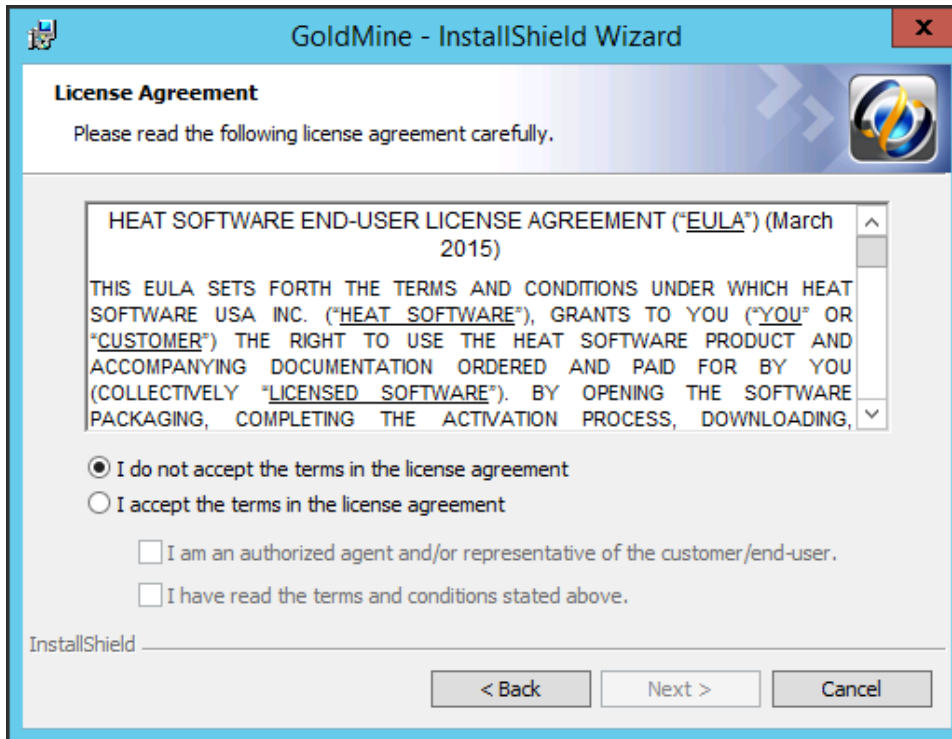 GoldMine - InstallShield Wizard
x
License Agreement
Please read the following license agreement carefully.
HEAT SOFTWARE END-USER LICENSE AGREEMENT (“EULA”) (March
2015)
THIS EULA SETS FORTH THE TERMS AND CONDITIONS UNDER WHICH HEAT
SOFTWARE USA INC. (“HEAT SOFTWARE”), GRANTS TO YOU (“YOU” OR
“CUSTOMER”) THE RIGHT TO USE THE HEAT SOFTWARE PRODUCT AND
ACCOMPANYING DOCUMENTATION ORDERED AND PAID FOR BY YOU
(COLLECTIVELY “LICENSED SOFTWARE”). BY OPENING THE SOFTWARE
PACKAGING, COMPLETING THE ACTIVATION PROCESS, DOWNLOADING,
I do not accept the terms in the license agreement
I accept the terms in the license agreement
I am an authorized agent and/or representative of the customer/end-user.
I have read the terms and conditions stated above.
InstallShield
< Back
Next >
Cancel